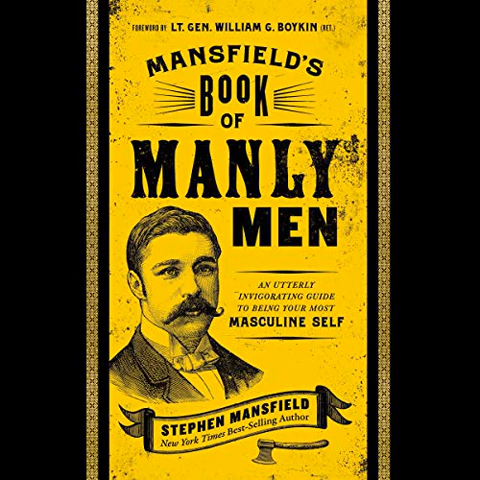 FOREWORD BY LT. GEN. WILLIAM G. BOYKIN (RET.)
MANSFIELD'S
BOOK
OF
MANLY
MEN
AN UTTERLY
INVIGORATING GUIDE
TO BEING YOUR MOST
MASCULINE SELF
STEPHEN MANSFIELD
New York Times Best-Selling Author